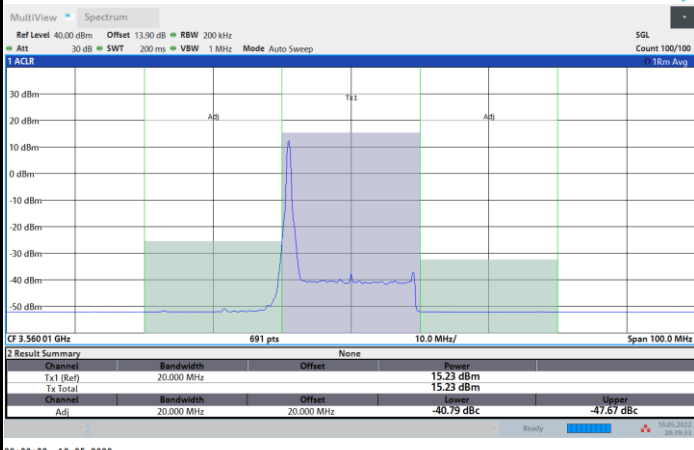 MultiView Spectrum
Ref Level 40.00 dBm Offset 13.90 dB RBW 200 kHz SGL
Att 30 dB SWT 200 ms VBW 1 MHz Mode Auto Sweep Count 100/100
1 ACLR 1Rm Avg
30 dBm
Tx1
20 dBm Adj Adj
10 dBm
0 dBm
-10 dBm
-20 dBm
-30 dBm
-40 dBm
-50 dBm
CF 3.56001 GHz 691 pts 10.0 MHz/ Span 100.0 MHz
2 Result Summary None
Channel Bandwidth Offset Power
Tx1 (Ref) 20.000 MHz 15.23 dBm
Tx Total 15.23 dBm
Channel Bandwidth Offset Lower Upper
Adj 20.000 MHz 20.000 MHz -40.79 dBc -47.67 dBc
Ready 10.05.2022
20:39:33